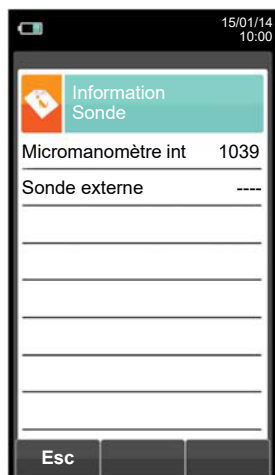 15/01/14
10:00
Information
Sonde
Micromanomètre int 1039
Sonde externe ----
Esc